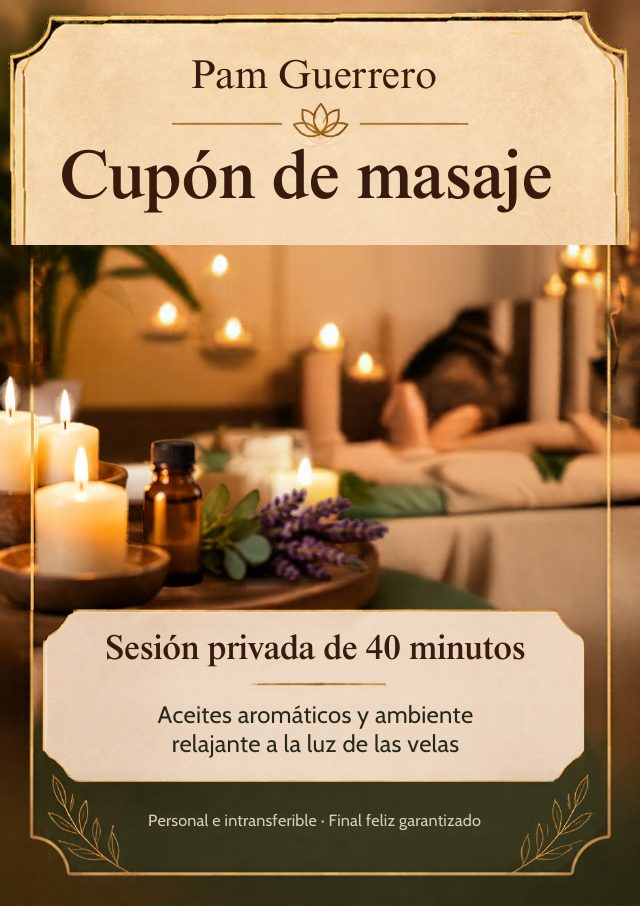 Pam Guerrero
Cupón de masaje
Sesión privada de 40 minutos
Aceites aromáticos y ambiente
relajante a la luz de las velas
Personal e intransferible · Final feliz garantizado